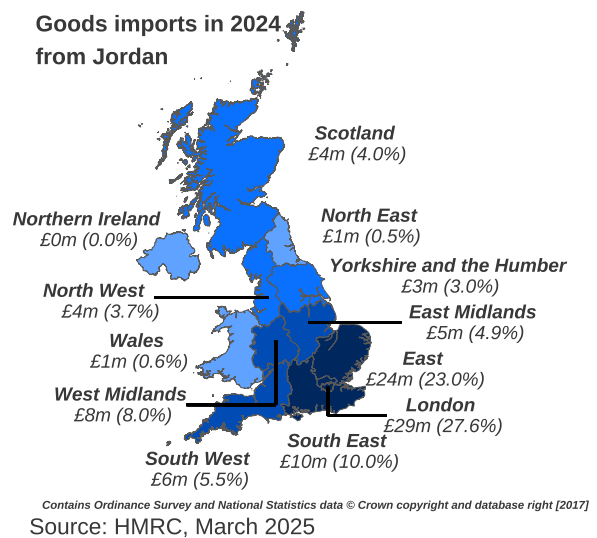 Goods imports in 2024
from Jordan
Scotland
£4m (4.0%)
Northern Ireland
£0m (0.0%)
North East
£1m (0.5%)
Yorkshire and the Humber
£3m (3.0%)
North West
£4m (3.7%)
East Midlands
£5m (4.9%)
Wales
£1m (0.6%)
East
£24m (23.0%)
West Midlands
£8m (8.0%)
London
£29m (27.6%)
South East
£10m (10.0%)
South West
£6m (5.5%)
Contains Ordinance Survey and National Statistics data © Crown copyright and database right [2017]
Source: HMRC, March 2025